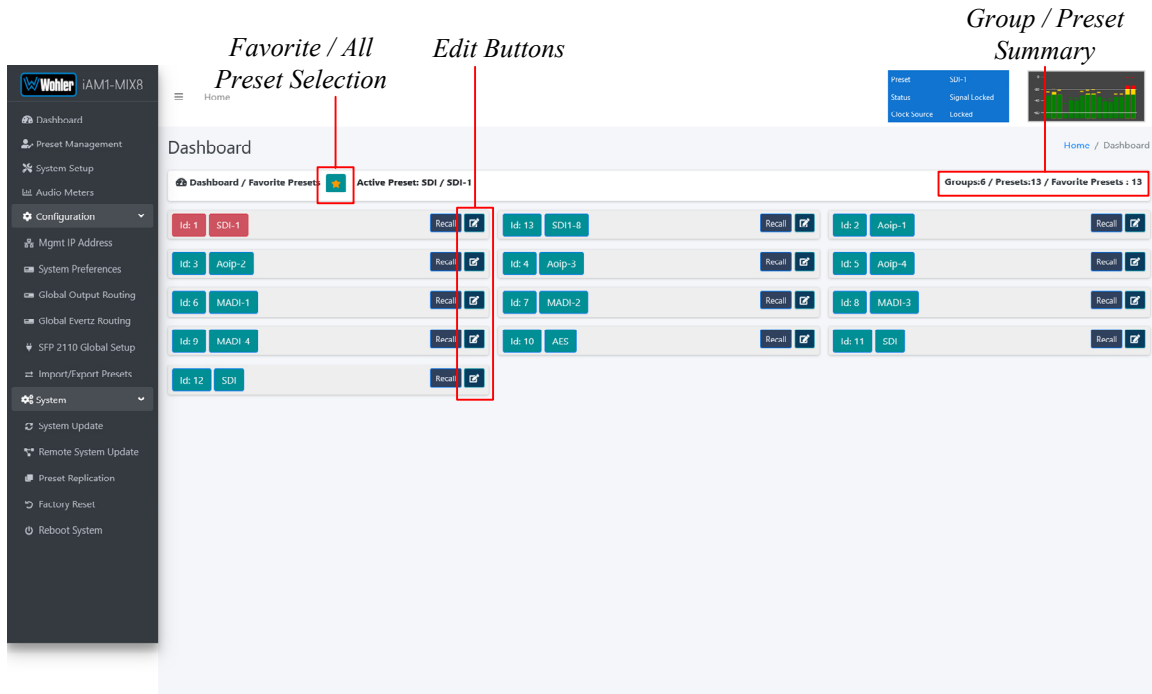 Group / Preset
Summary
Favorite / All
Preset Selection
Edit Buttons
Wohler iAM1-MIX8
Home
Preset SDI-1
Status Signal Locked
Clock Source Locked
Dashboard
Preset Management
System Setup
Audio Meters
Configuration
Mgmt IP Address
System Preferences
Global Output Routing
Global Evertz Routing
SFP 2110 Global Setup
Import/Export Presets
System
System Update
Remote System Update
Preset Replication
Factory Reset
Reboot System
Dashboard
Home / Dashboard
Dashboard / Favorite Presets Active Preset: SDI / SDI-1
Groups:6 / Presets:13 / Favorite Presets : 13
Id: 1 SDI-1 Recall
Id: 13 SDI1-8 Recall
Id: 2 Aoip-1 Recall
Id: 3 Aoip-2 Recall
Id: 4 Aoip-3 Recall
Id: 5 Aoip-4 Recall
Id: 6 MADI-1 Recall
Id: 7 MADI-2 Recall
Id: 8 MADI-3 Recall
Id: 9 MADI 4 Recall
Id: 10 AES Recall
Id: 11 SDI Recall
Id: 12 SDI Recall